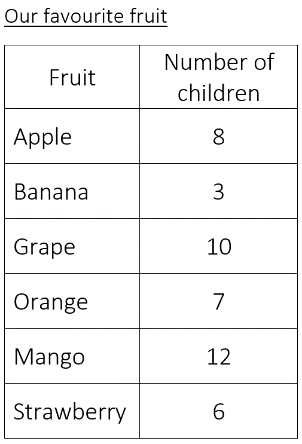 Our favourite fruit
Fruit Number of
children
Apple 8
Banana 3
Grape 10
Orange 7
Mango 12
Strawberry 6